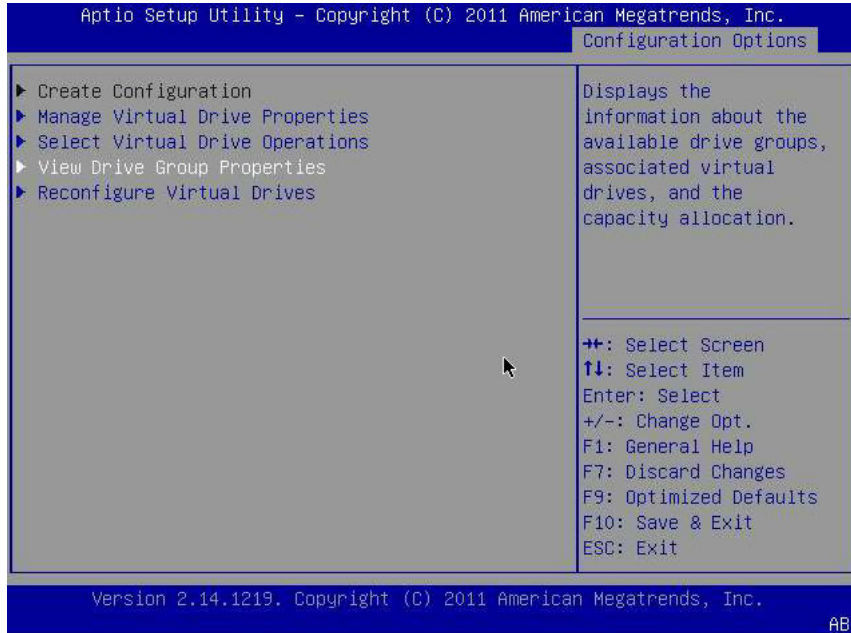 Aptio Setup Utility – Copyright (C) 2011 American Megatrends, Inc.
Configuration Options
Create Configuration
Manage Virtual Drive Properties
Select Virtual Drive Operations
View Drive Group Properties
Reconfigure Virtual Drives
Displays the
information about the
available drive groups,
associated virtual
drives, and the
capacity allocation.
→←: Select Screen
↑↓: Select Item
Enter: Select
+/-: Change Opt.
F1: General Help
F7: Discard Changes
F9: Optimized Defaults
F10: Save & Exit
ESC: Exit
Version 2.14.1219. Copyright (C) 2011 American Megatrends, Inc.
AB